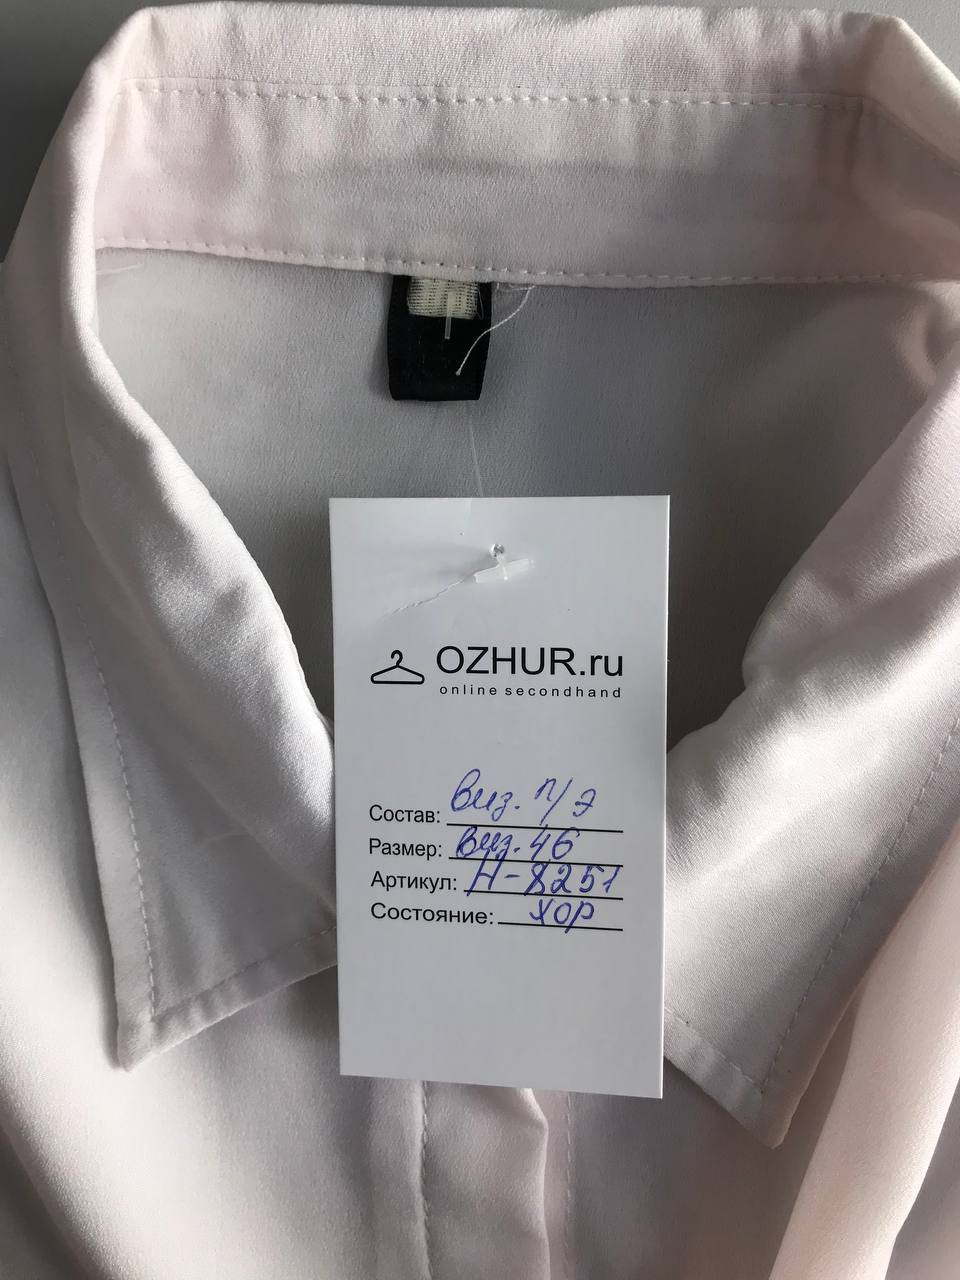 OZHUR.ru
online secondhand
Состав: виз. п/э
Размер: виз. 46
Артикул: Н-8251
Состояние: хор